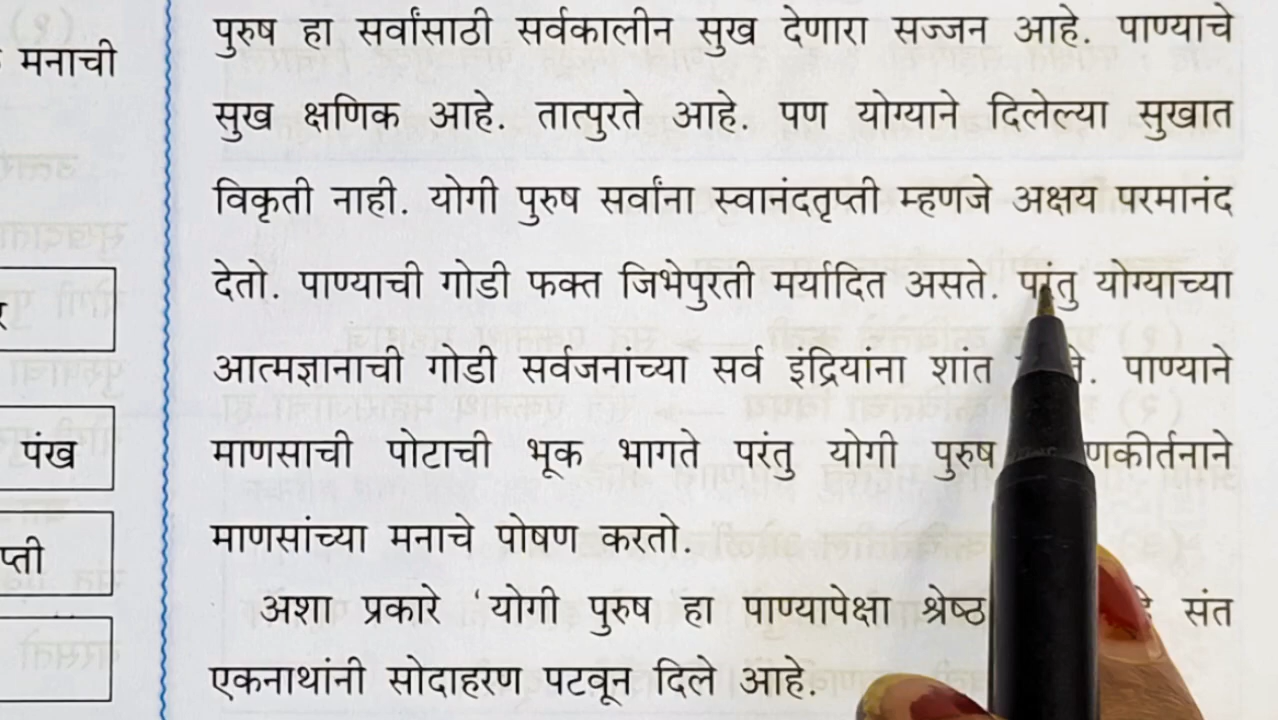 मनाची
पंख
प्ती
पुरुष हा सर्वांसाठी सर्वकालीन सुख देणारा सज्जन आहे. पाण्याचे
सुख क्षणिक आहे. तात्पुरते आहे. पण योग्याने दिलेल्या सुखात
विकृती नाही. योगी पुरुष सर्वांना स्वानंदतृप्ती म्हणजे अक्षय परमानंद
देतो. पाण्याची गोडी फक्त जिभेपुरती मर्यादित असते. परंतु योग्याच्या
आत्मज्ञानाची गोडी सर्वजनांच्या सर्व इंद्रियांना शांत पाण्याने
माणसाची पोटाची भूक भागते परंतु योगी पुरुष णकीर्तनाने
माणसांच्या मनाचे पोषण करतो.
अशा प्रकारे ‘योगी पुरुष हा पाण्यापेक्षा श्रेष्ठ संत
एकनाथांनी सोदाहरण पटवून दिले आहे.